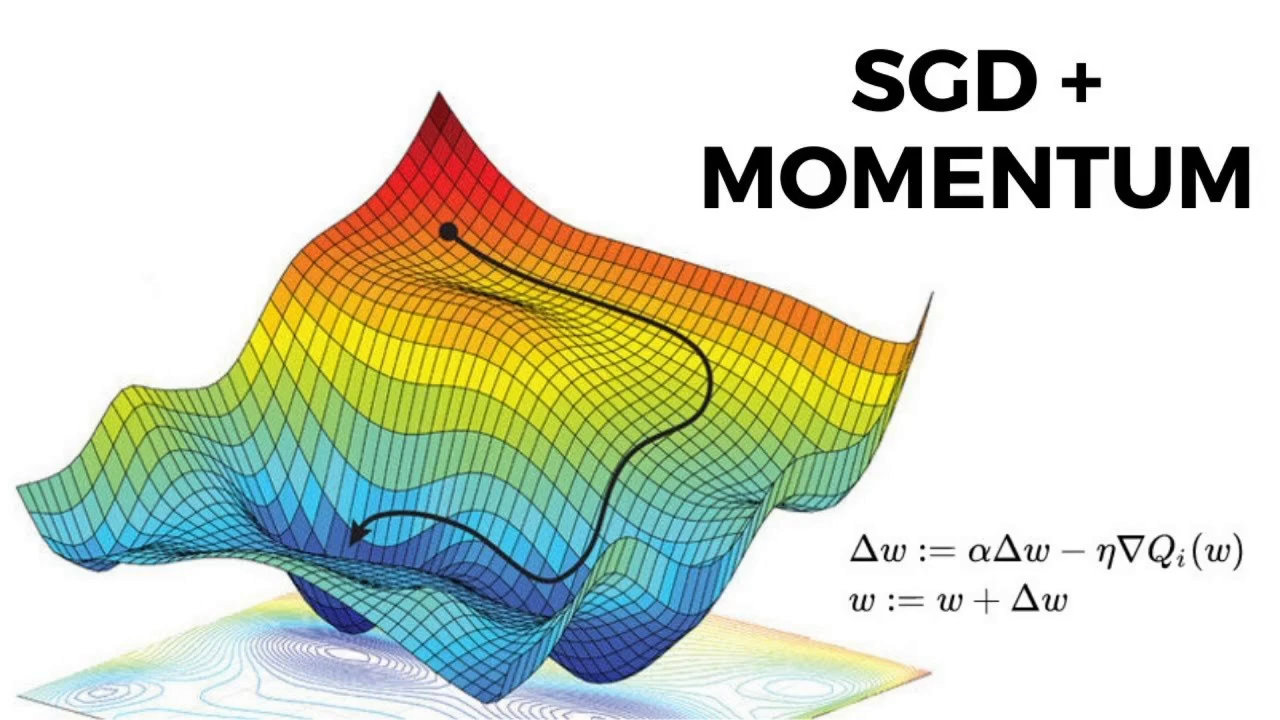 SGD +
MOMENTUM
Δw := αΔw − η∇Qᵢ(w)
w := w + Δw